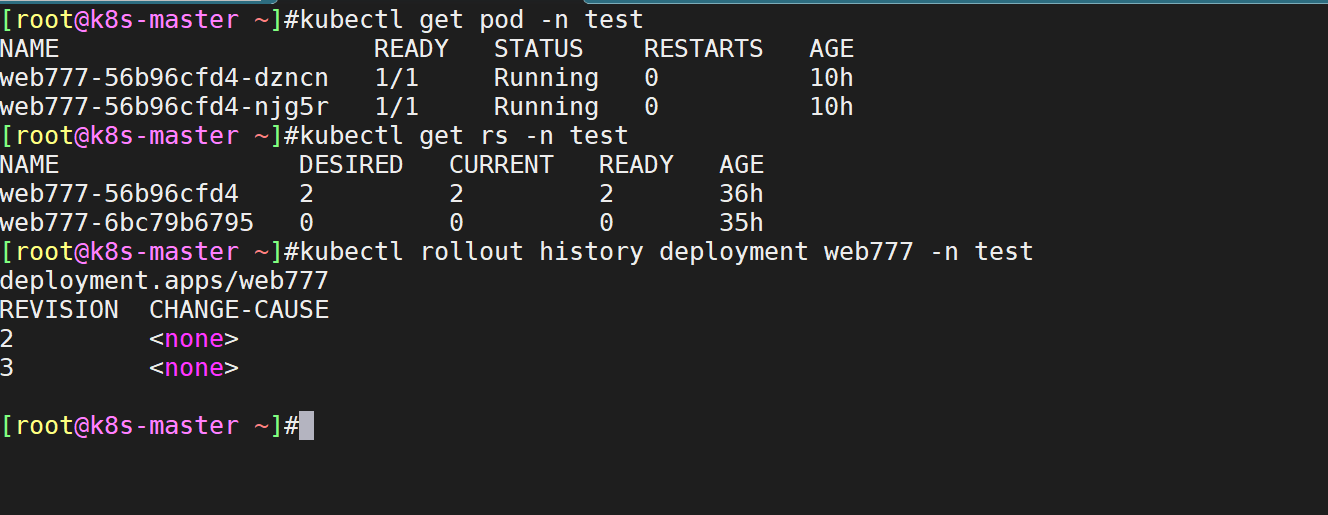 [root@k8s-master ~]#kubectl get pod -n test
NAME                     READY   STATUS    RESTARTS   AGE
web777-56b96cfd4-dzncn   1/1     Running   0          10h
web777-56b96cfd4-njg5r   1/1     Running   0          10h
[root@k8s-master ~]#kubectl get rs -n test
NAME                DESIRED   CURRENT   READY   AGE
web777-56b96cfd4    2         2         2       36h
web777-6bc79b6795   0         0         0       35h
[root@k8s-master ~]#kubectl rollout history deployment web777 -n test
deployment.apps/web777
REVISION  CHANGE-CAUSE
2         <none>
3         <none>
[root@k8s-master ~]#